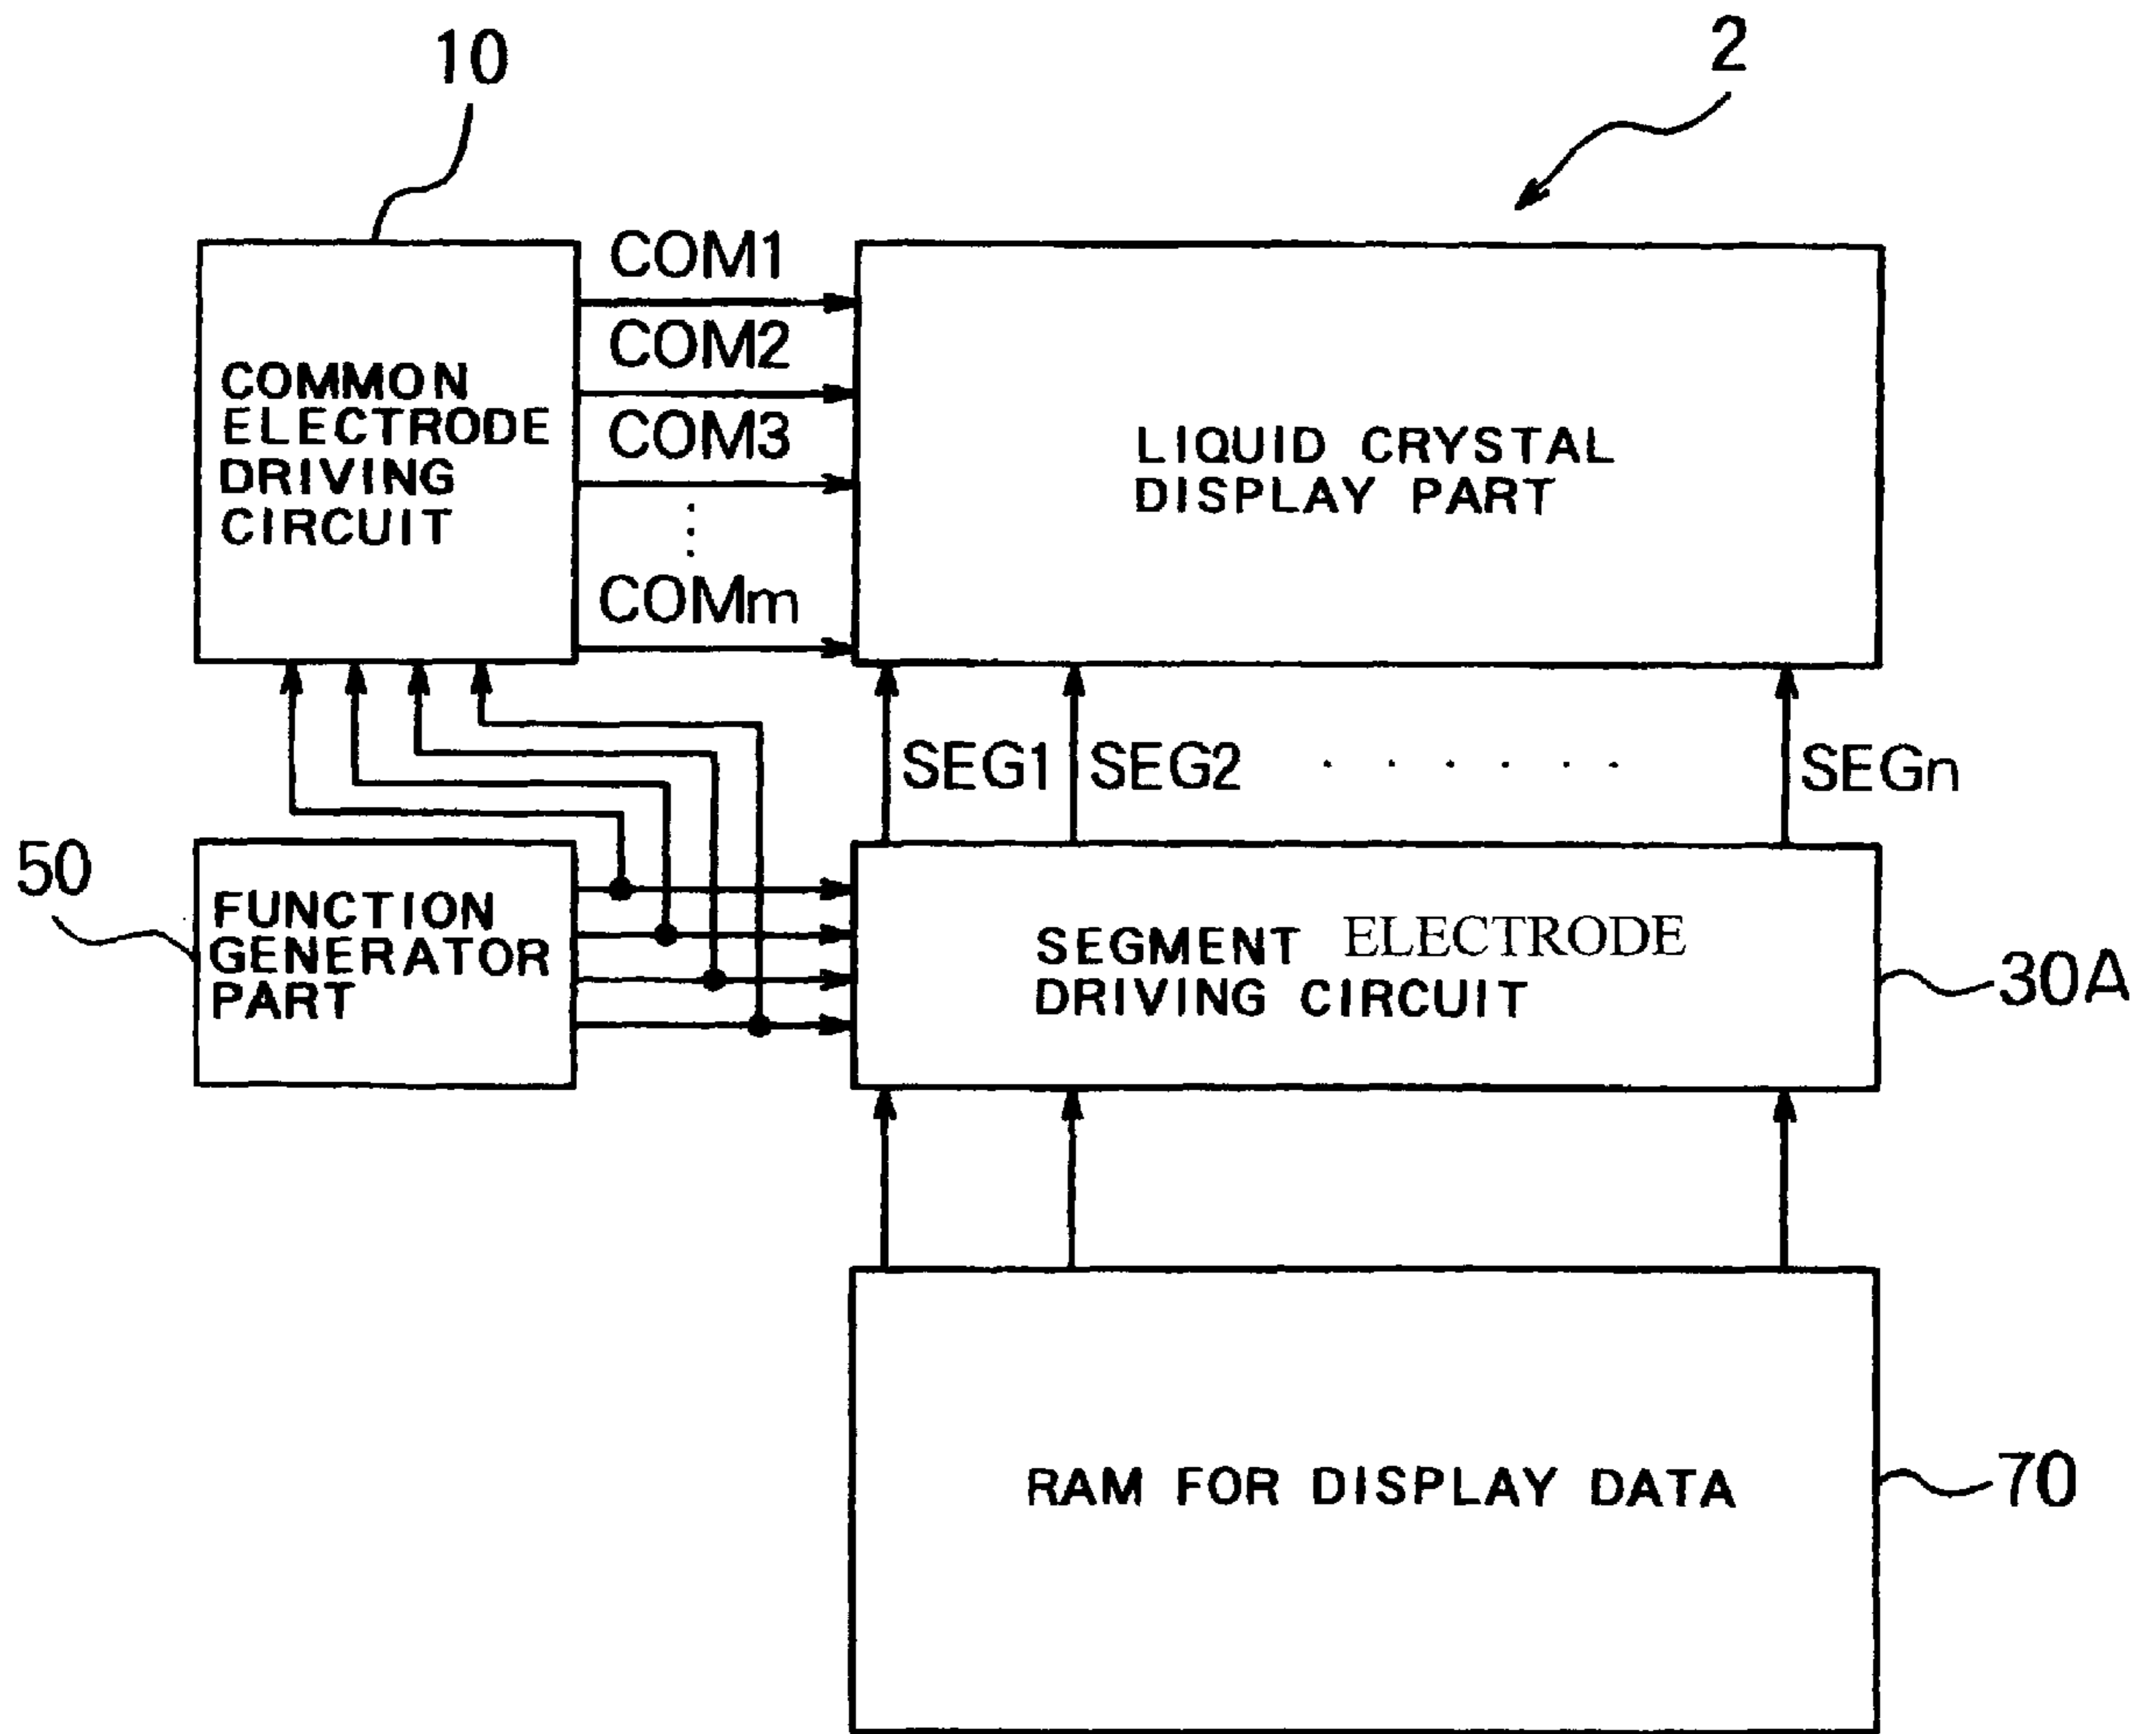 10
2
COM1
COM2
COM3
COMm
COMMON
ELECTRODE
DRIVING
CIRCUIT
LIQUID CRYSTAL
DISPLAY PART
SEG1
SEG2
SEGn
50
FUNCTION
GENERATOR
PART
SEGMENT ELECTRODE
DRIVING CIRCUIT
30A
RAM FOR DISPLAY DATA
70